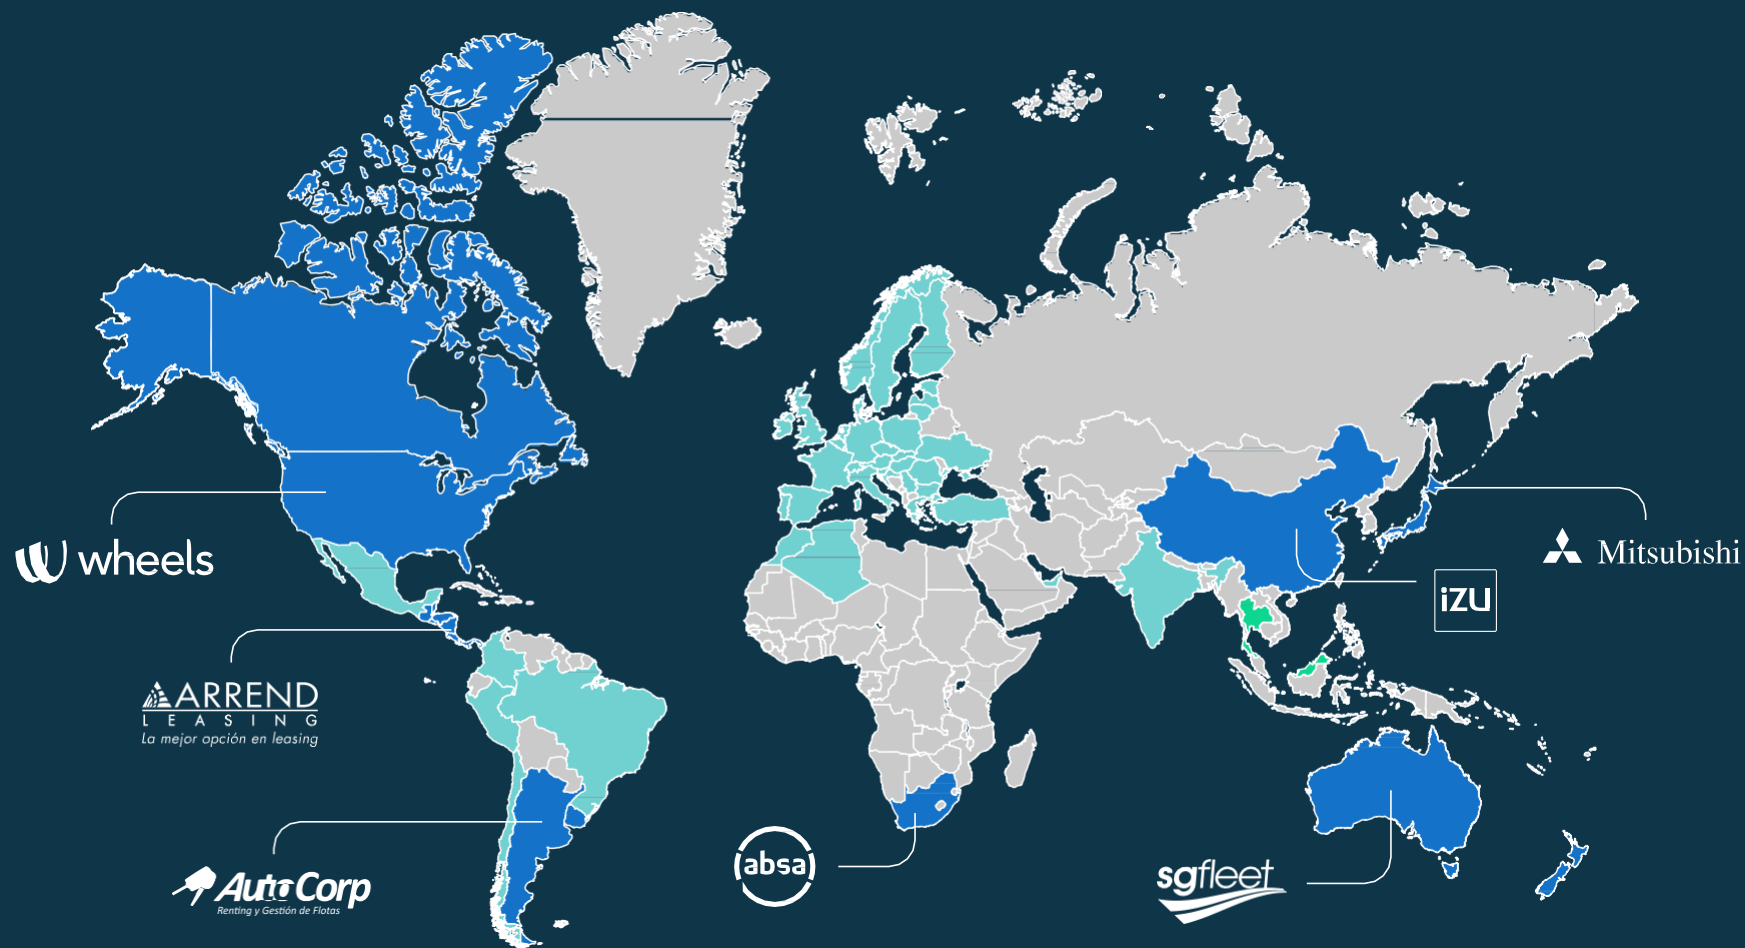 wheels
Mitsubishi
izu
ARREND
LEASING
La mejor opción en leasing
absa
sgfleet
AutoCorp
Renting y Gestión de Flotas